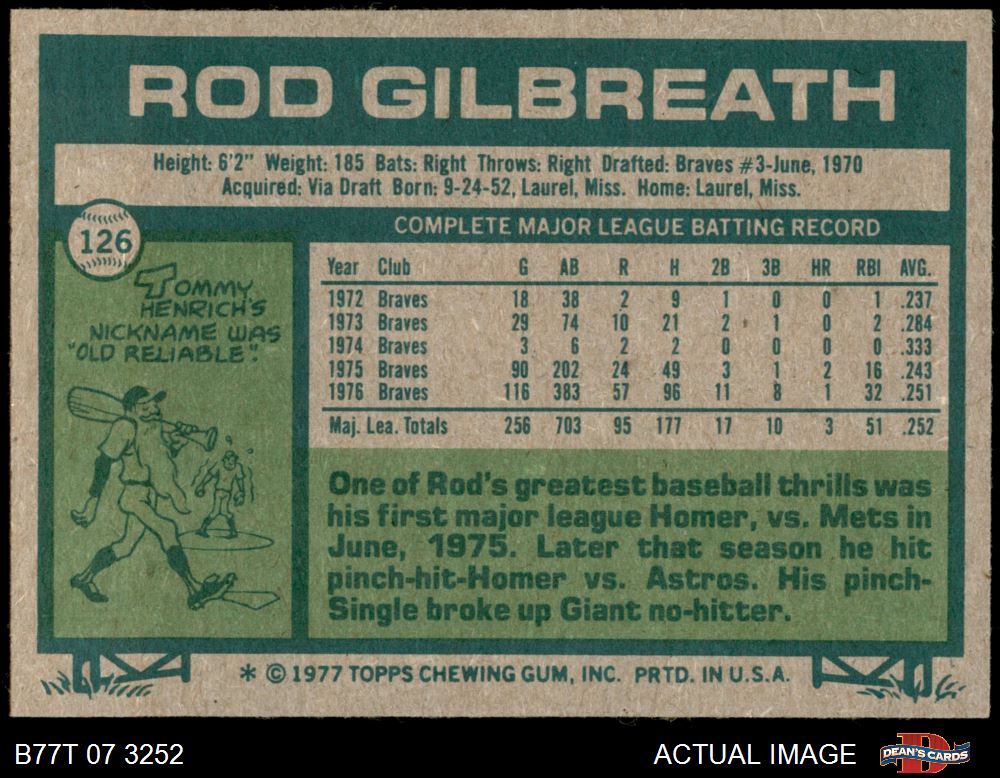 ROD GILBREATH
Height: 6'2" Weight: 185 Bats: Right Throws: Right Drafted: Braves #3-June, 1970
Acquired: Via Draft Born: 9-24-52, Laurel, Miss. Home: Laurel, Miss.
126
TOMMY
HENRICH'S
NICKNAME WAS
"OLD RELIABLE".
COMPLETE MAJOR LEAGUE BATTING RECORD
Year Club G AB R H 2B 3B HR RBI AVG.
1972 Braves 18 38 2 9 1 0 0 1 .237
1973 Braves 29 74 10 21 2 1 0 2 .284
1974 Braves 3 6 2 2 0 0 0 0 .333
1975 Braves 90 202 24 49 3 1 2 16 .243
1976 Braves 116 383 57 96 11 8 1 32 .251
Maj. Lea. Totals 256 703 95 177 17 10 3 51 .252
One of Rod's greatest baseball thrills was
his first major league Homer, vs. Mets in
June, 1975. Later that season he hit
pinch-hit-Homer vs. Astros. His pinch-
Single broke up Giant no-hitter.
* © 1977 TOPPS CHEWING GUM, INC. PRTD. IN U.S.A.
B77T 07 3252 ACTUAL IMAGE
DEAN'S CARDS